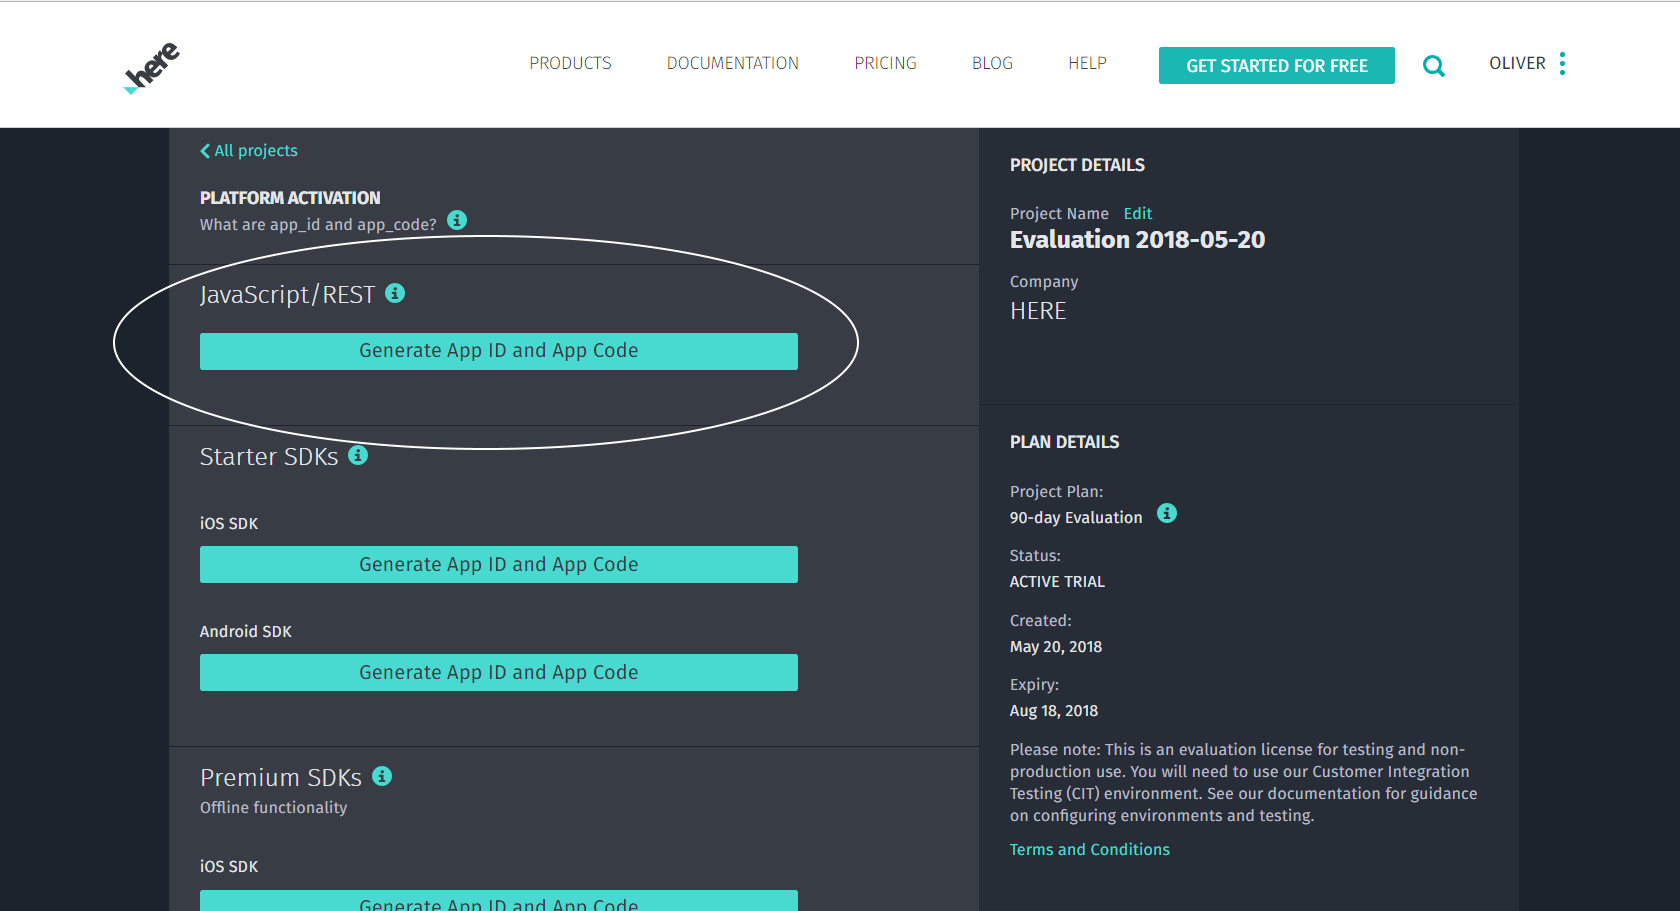 here
PRODUCTS
DOCUMENTATION
PRICING
BLOG
HELP
GET STARTED FOR FREE
OLIVER
All projects
PLATFORM ACTIVATION
What are app_id and app_code?
JavaScript/REST
Generate App ID and App Code
Starter SDKs
iOS SDK
Generate App ID and App Code
Android SDK
Generate App ID and App Code
Premium SDKs
Offline functionality
iOS SDK
Generate App ID and App Code
PROJECT DETAILS
Project Name Edit
Evaluation 2018-05-20
Company
HERE
PLAN DETAILS
Project Plan:
90-day Evaluation
Status:
ACTIVE TRIAL
Created:
May 20, 2018
Expiry:
Aug 18, 2018
Please note: This is an evaluation license for testing and non-
production use. You will need to use our Customer Integration
Testing (CIT) environment. See our documentation for guidance
on configuring environments and testing.
Terms and Conditions